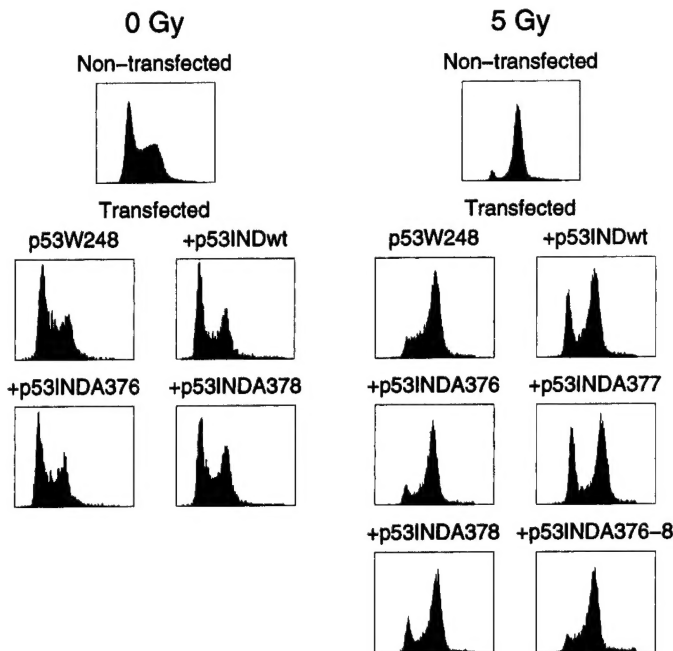 0 Gy
Non–transfected
Transfected
p53W248
+p53INDwt
+p53INDA376
+p53INDA378
5 Gy
Non–transfected
Transfected
p53W248
+p53INDwt
+p53INDA376
+p53INDA377
+p53INDA378
+p53INDA376–8